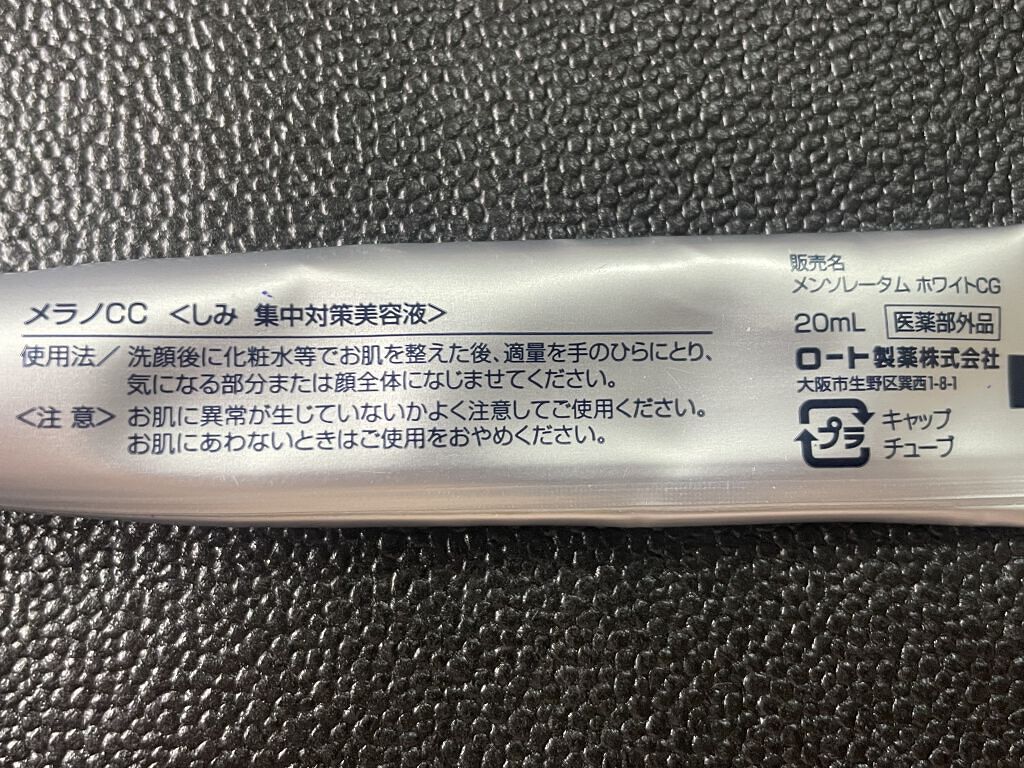 メラノCC <しみ 集中対策美容液>
使用法/ 洗顔後に化粧水等でお肌を整えた後、適量を手のひらにとり、
気になる部分または顔全体になじませてください。
<注 意> お肌に異常が生じていないかよく注意してご使用ください。
お肌にあわないときはご使用をおやめください。
販売名
メンソレータム ホワイトCG
20mL 医薬部外品
ロート製薬株式会社
大阪市生野区巽西1-8-1
プラ
キャップ
チューブ